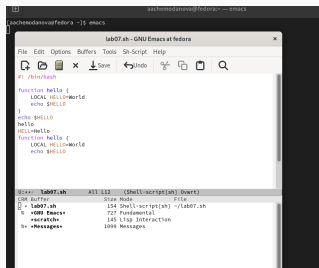 aachemodanova@fedora:~ — emacs
[aachemodanova@fedora ~]$ emacs
lab07.sh - GNU Emacs at fedora
File Edit Options Buffers Tools Sh-Script Help
Save Undo
#! /bin/bash
function hello {
LOCAL HELLO=World
echo $HELLO
}
echo $HELLO
hello
HELL=Hello
function hello {
LOCAL HELLO=World
echo $HELLO
U:**- lab07.sh All L12 (Shell-script[sh] Ovwrt)
CRM Buffer Size Mode File
. * lab07.sh 154 Shell-script[sh] ~/lab07.sh
% *GNU Emacs* 727 Fundamental
*scratch* 145 Lisp Interaction
%* *Messages* 1099 Messages